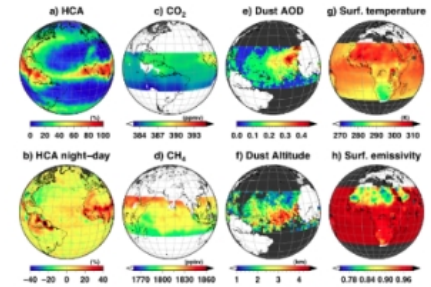 a) HCA
c) CO₂
e) Dust AOD
g) Surf. temperature
(%)
(ppmv)
(K)
0 20 40 60 80 100
384 387 390 393
0.0 0.1 0.2 0.3 0.4
270 280 290 300 310
b) HCA night–day
d) CH₄
f) Dust Altitude
h) Surf. emissivity
(%)
(ppbv)
(km)
−40 −20 0 20 40
1770 1800 1830 1860
1 2 3 4
0.78 0.84 0.90 0.96